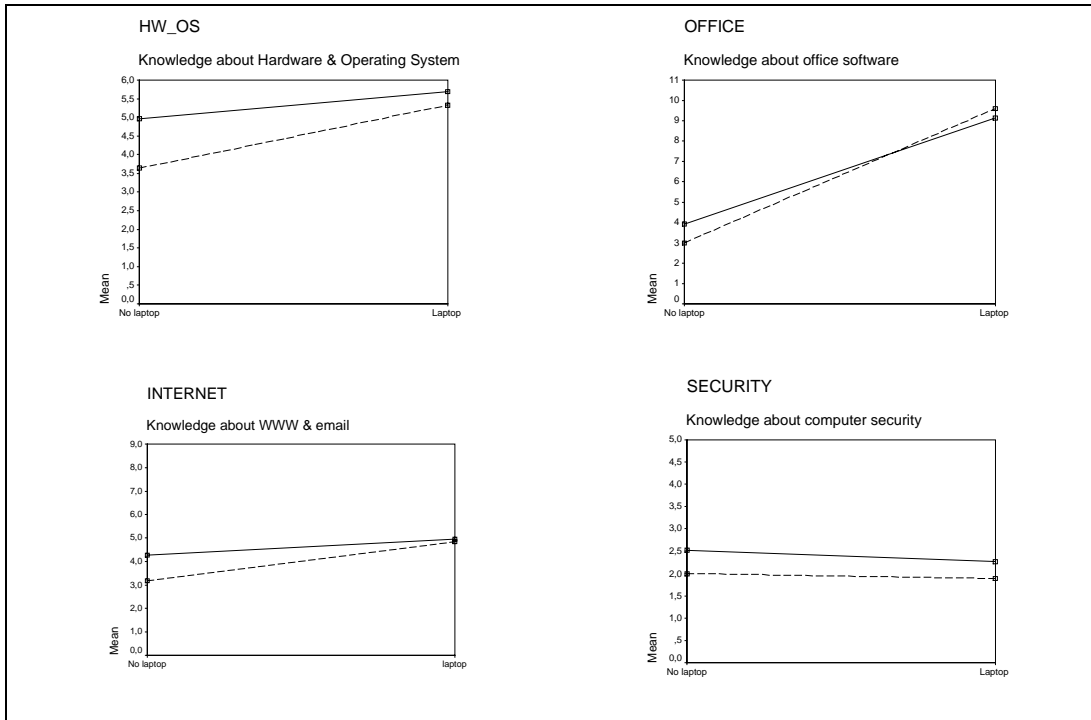 HW_OS
Knowledge about Hardware & Operating System
6,0
5,5
5,0
4,5
4,0
3,5
3,0
2,5
2,0
1,5
1,0
,5
0,0
Mean
No laptop
Laptop
OFFICE
Knowledge about office software
11
10
9
8
7
6
5
4
3
2
1
0
Mean
No laptop
Laptop
INTERNET
Knowledge about WWW & email
9,0
8,0
7,0
6,0
5,0
4,0
3,0
2,0
1,0
0,0
Mean
No laptop
laptop
SECURITY
Knowledge about computer security
5,0
4,5
4,0
3,5
3,0
2,5
2,0
1,5
1,0
,5
0,0
Mean
No laptop
Laptop